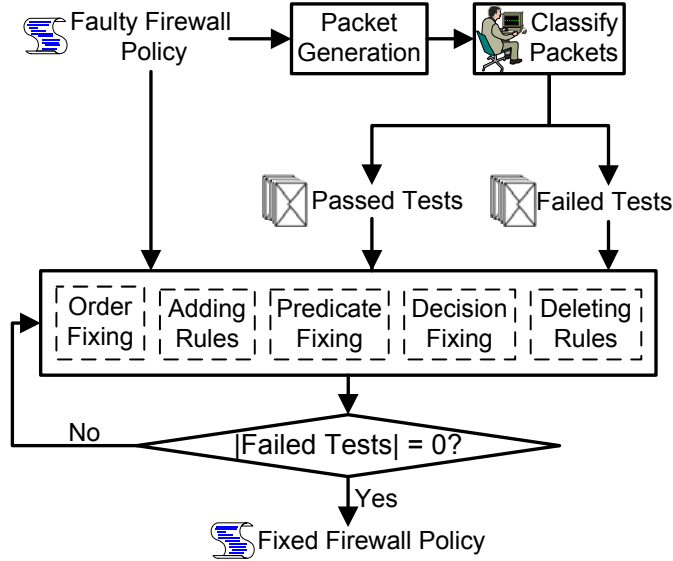 Faulty Firewall
Policy
Packet
Generation
Classify
Packets
Passed Tests
Failed Tests
Order
Fixing
Adding
Rules
Predicate
Fixing
Decision
Fixing
Deleting
Rules
No
|Failed Tests| = 0?
Yes
Fixed Firewall Policy